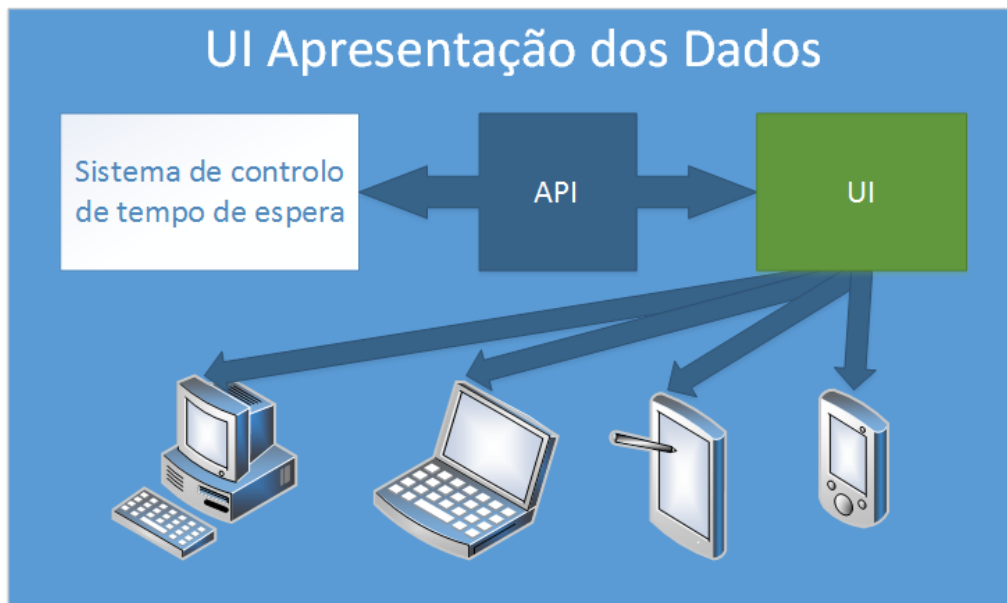 UI Apresentação dos Dados
Sistema de controlo
de tempo de espera
API
UI